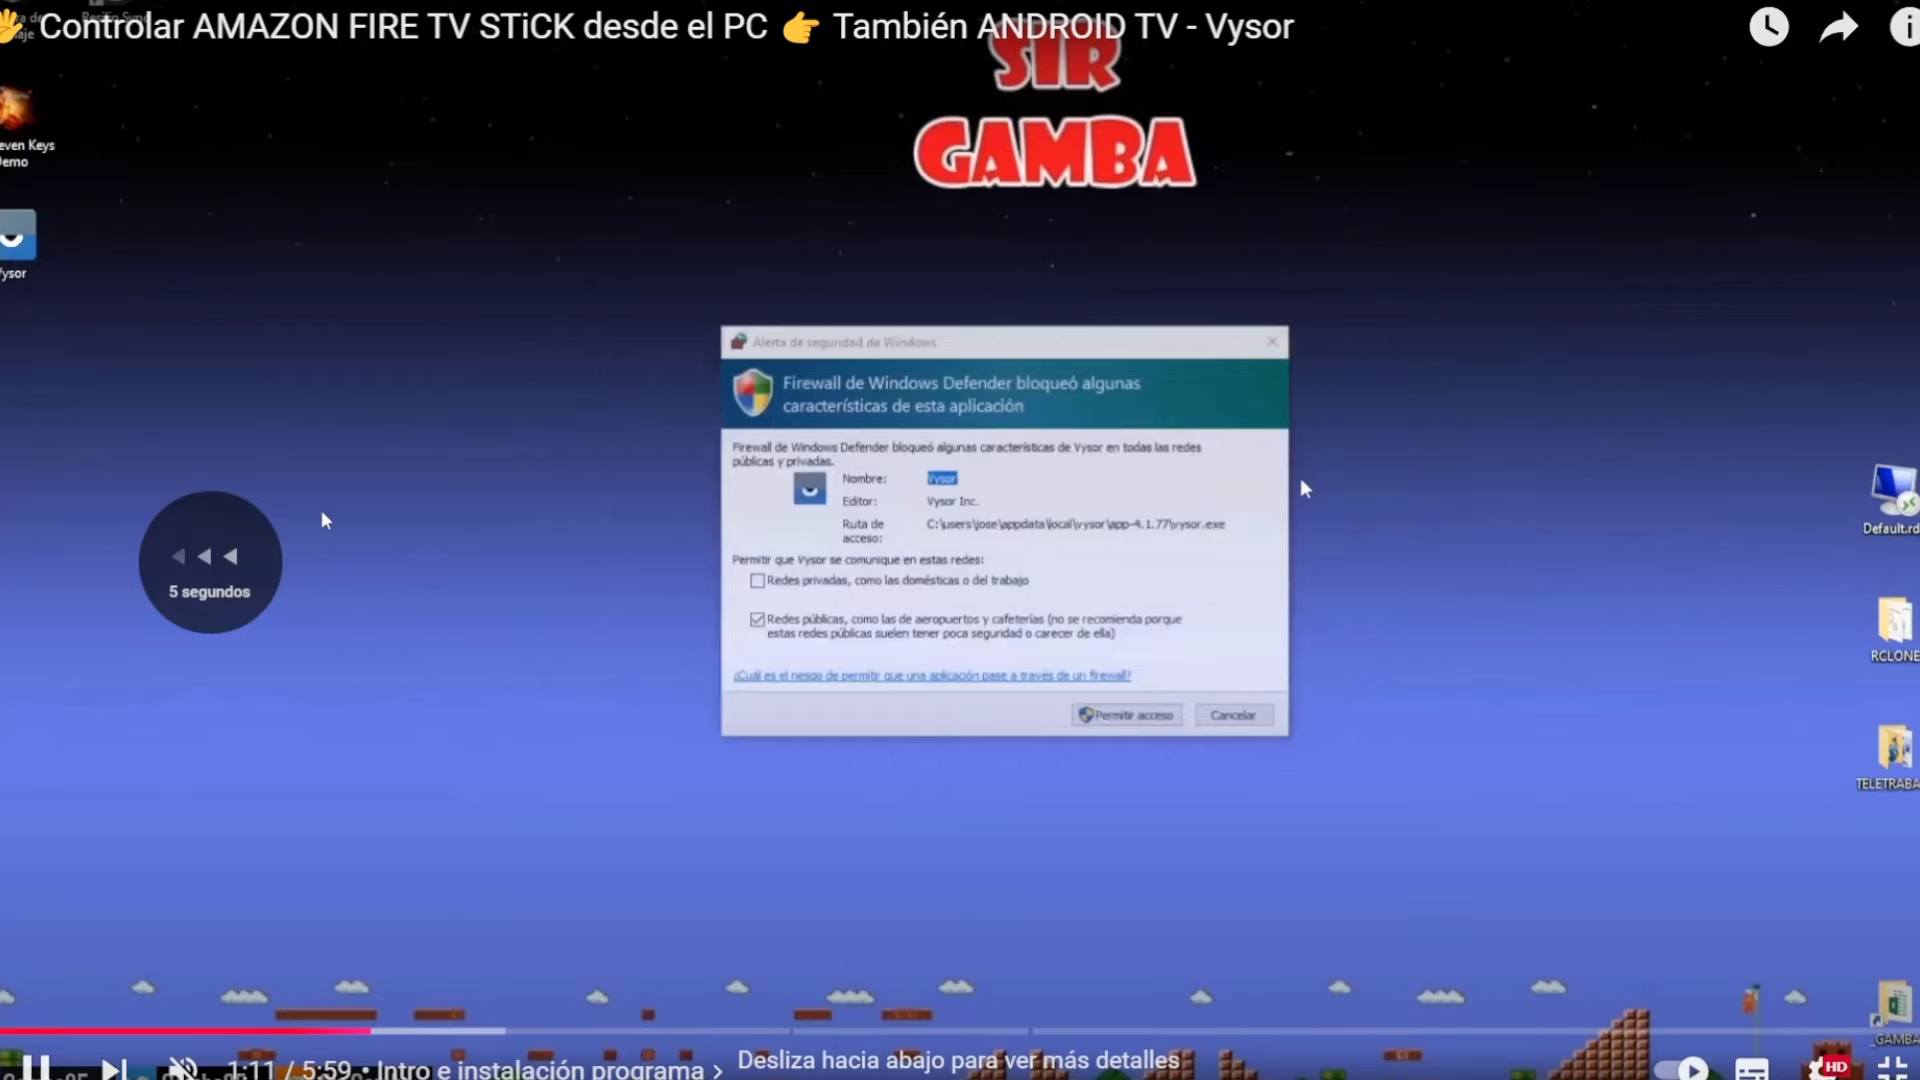 Controlar AMAZON FIRE TV STiCK desde el PC 👉 También ANDROID TV - Vysor
SIR
GAMBA
even Keys
Demo
Vysor
Alerta de seguridad de Windows
Firewall de Windows Defender bloqueó algunas
características de esta aplicación
Firewall de Windows Defender bloqueó algunas características de Vysor en todas las redes
públicas y privadas.
Nombre: Vysor
Editor: Vysor Inc.
Ruta de C:\users\jose\appdata\local\vysor\app-4.1.77\vysor.exe
acceso:
Permitir que Vysor se comunique en estas redes:
Redes privadas, como las domésticas o del trabajo
Redes públicas, como las de aeropuertos y cafeterías (no se recomienda porque
estas redes públicas suelen tener poca seguridad o carecer de ella)
¿Cuál es el riesgo de permitir que una aplicación pase a través de un firewall?
Permitir acceso
Cancelar
5 segundos
Default.rd
RCLONE
TELETRABA
_GAMBA
1:11 / 5:59 • Intro e instalación programa >
Desliza hacia abajo para ver más detalles
HD